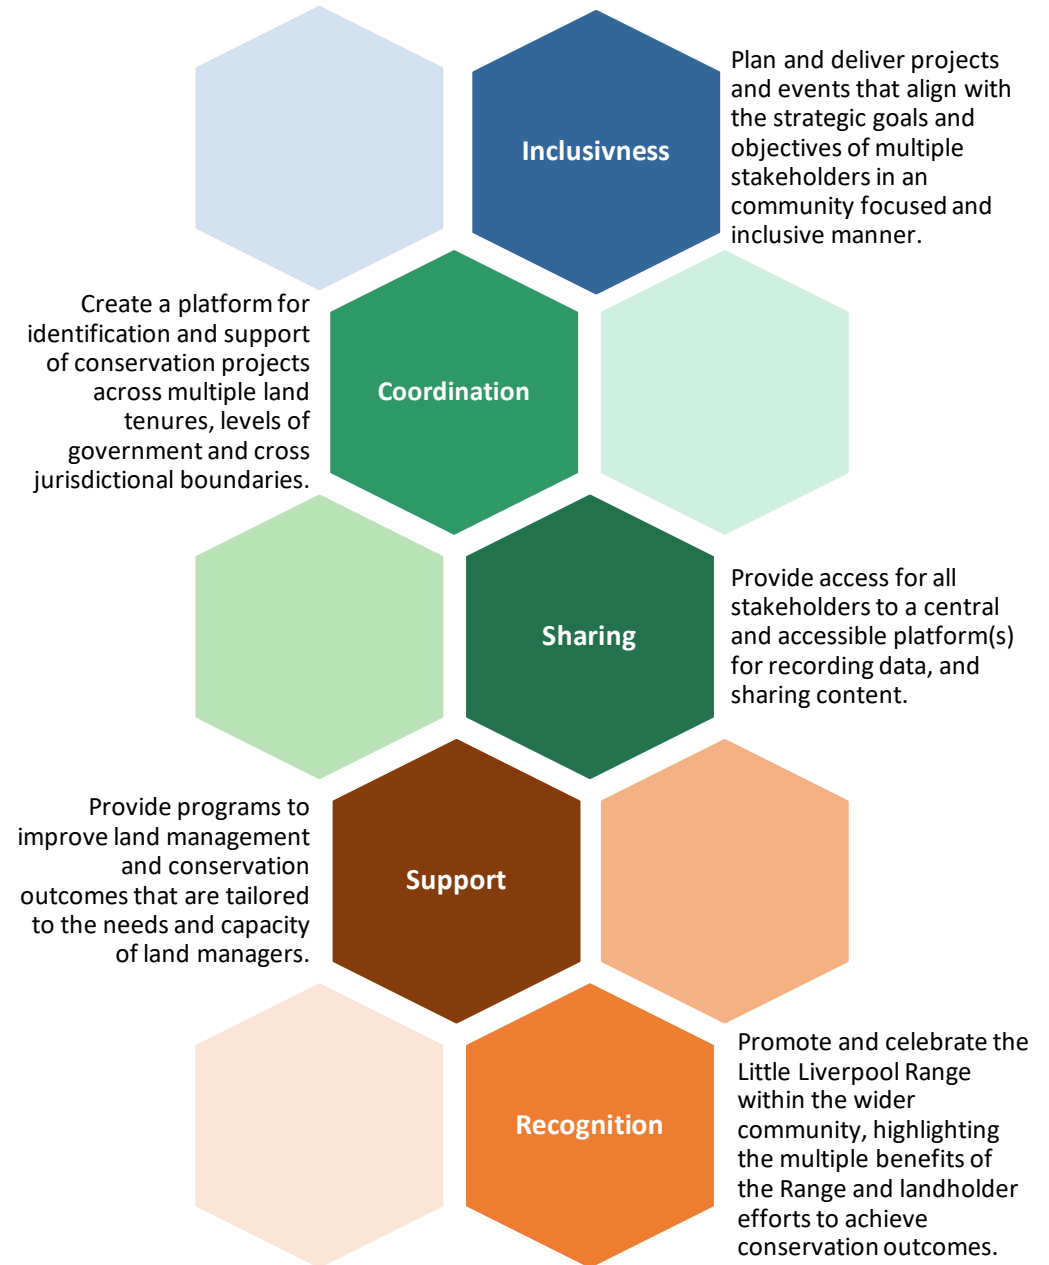 Inclusivness
Plan and deliver projects
and events that align with
the strategic goals and
objectives of multiple
stakeholders in an
community focused and
inclusive manner.
Create a platform for
identification and support
of conservation projects
across multiple land
tenures, levels of
government and cross
jurisdictional boundaries.
Coordination
Sharing
Provide access for all
stakeholders to a central
and accessible platform(s)
for recording data, and
sharing content.
Provide programs to
improve land management
and conservation
outcomes that are tailored
to the needs and capacity
of land managers.
Support
Recognition
Promote and celebrate the
Little Liverpool Range
within the wider
community, highlighting
the multiple benefits of
the Range and landholder
efforts to achieve
conservation outcomes.